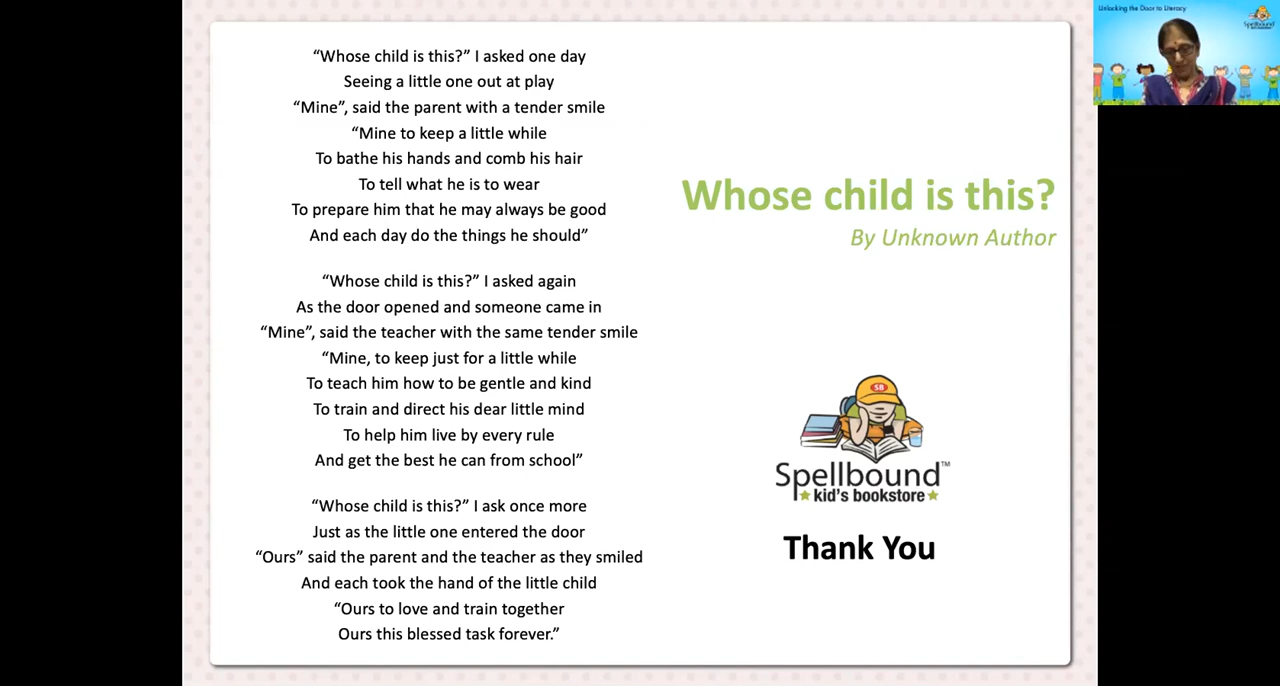 “Whose child is this?” I asked one day
Seeing a little one out at play
“Mine”, said the parent with a tender smile
“Mine to keep a little while
To bathe his hands and comb his hair
To tell what he is to wear
To prepare him that he may always be good
And each day do the things he should”
“Whose child is this?” I asked again
As the door opened and someone came in
“Mine”, said the teacher with the same tender smile
“Mine, to keep just for a little while
To teach him how to be gentle and kind
To train and direct his dear little mind
To help him live by every rule
And get the best he can from school”
“Whose child is this?” I ask once more
Just as the little one entered the door
“Ours” said the parent and the teacher as they smiled
And each took the hand of the little child
“Ours to love and train together
Ours this blessed task forever.”
Whose child is this?
By Unknown Author
SB
Spellbound™
kid's bookstore
Thank You
Unlocking the Door to Literacy
Spellbound